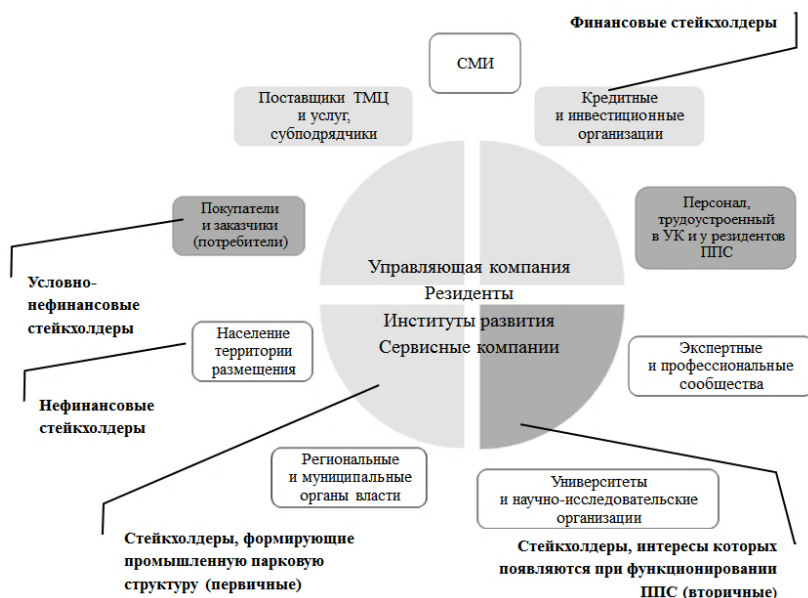 Финансовые стейкхолдеры
СМИ
Поставщики ТМЦ
и услуг,
субподрядчики
Кредитные
и инвестиционные
организации
Покупатели
и заказчики
(потребители)
Персонал,
трудоустроенный
в УК и у резидентов
ППС
Управляющая компания
Резиденты
Институты развития
Сервисные компании
Условно-
нефинансовые
стейкхолдеры
Население
территории
размещения
Экспертные
и профессиональные
сообщества
Нефинансовые
стейкхолдеры
Региональные
и муниципальные
органы власти
Университеты
и научно-исследовательские
организации
Стейкхолдеры, формирующие
промышленную парковую
структуру (первичные)
Стейкхолдеры, интересы которых
появляются при функционировании
ППС (вторичные)